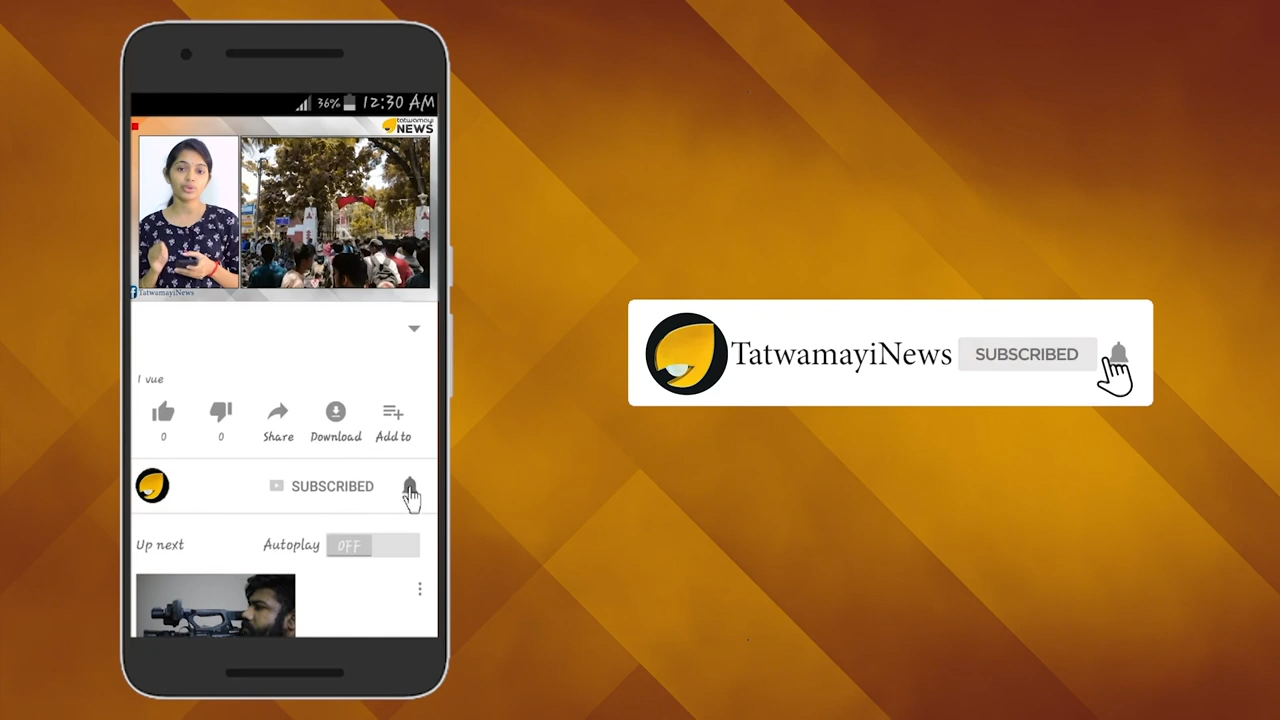 36% 12:30 AM
tatwamayi
NEWS
TatwamayiNews
1 vue
0 0 Share Download Add to
SUBSCRIBED
Up next Autoplay OFF
TatwamayiNews SUBSCRIBED